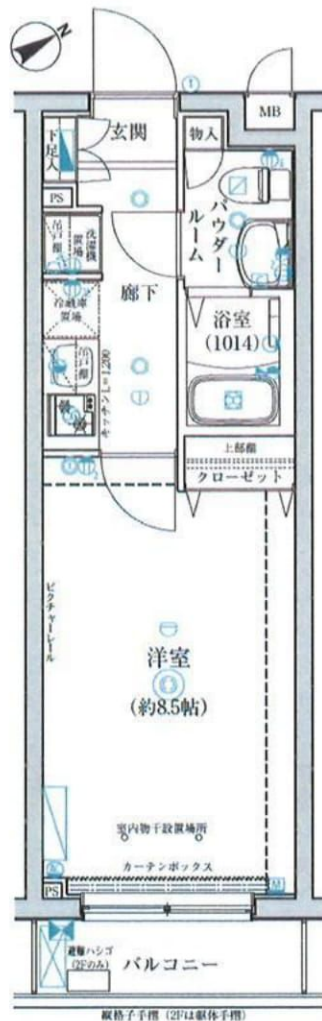 N
MB
下足入
玄関
物入
PS
吊戸棚
洗濯機置場
パウダールーム
冷蔵庫置場
廊下
吊戸棚
キッチンL=1,200
浴室
(1014)
上部棚
クローゼット
ピクチャーレール
洋室
(約8.5帖)
室内物干設置場所
カーテンボックス
PS
避難ハシゴ
(2Fのみ)
バルコニー
縦格子手摺(2Fは躯体手摺)